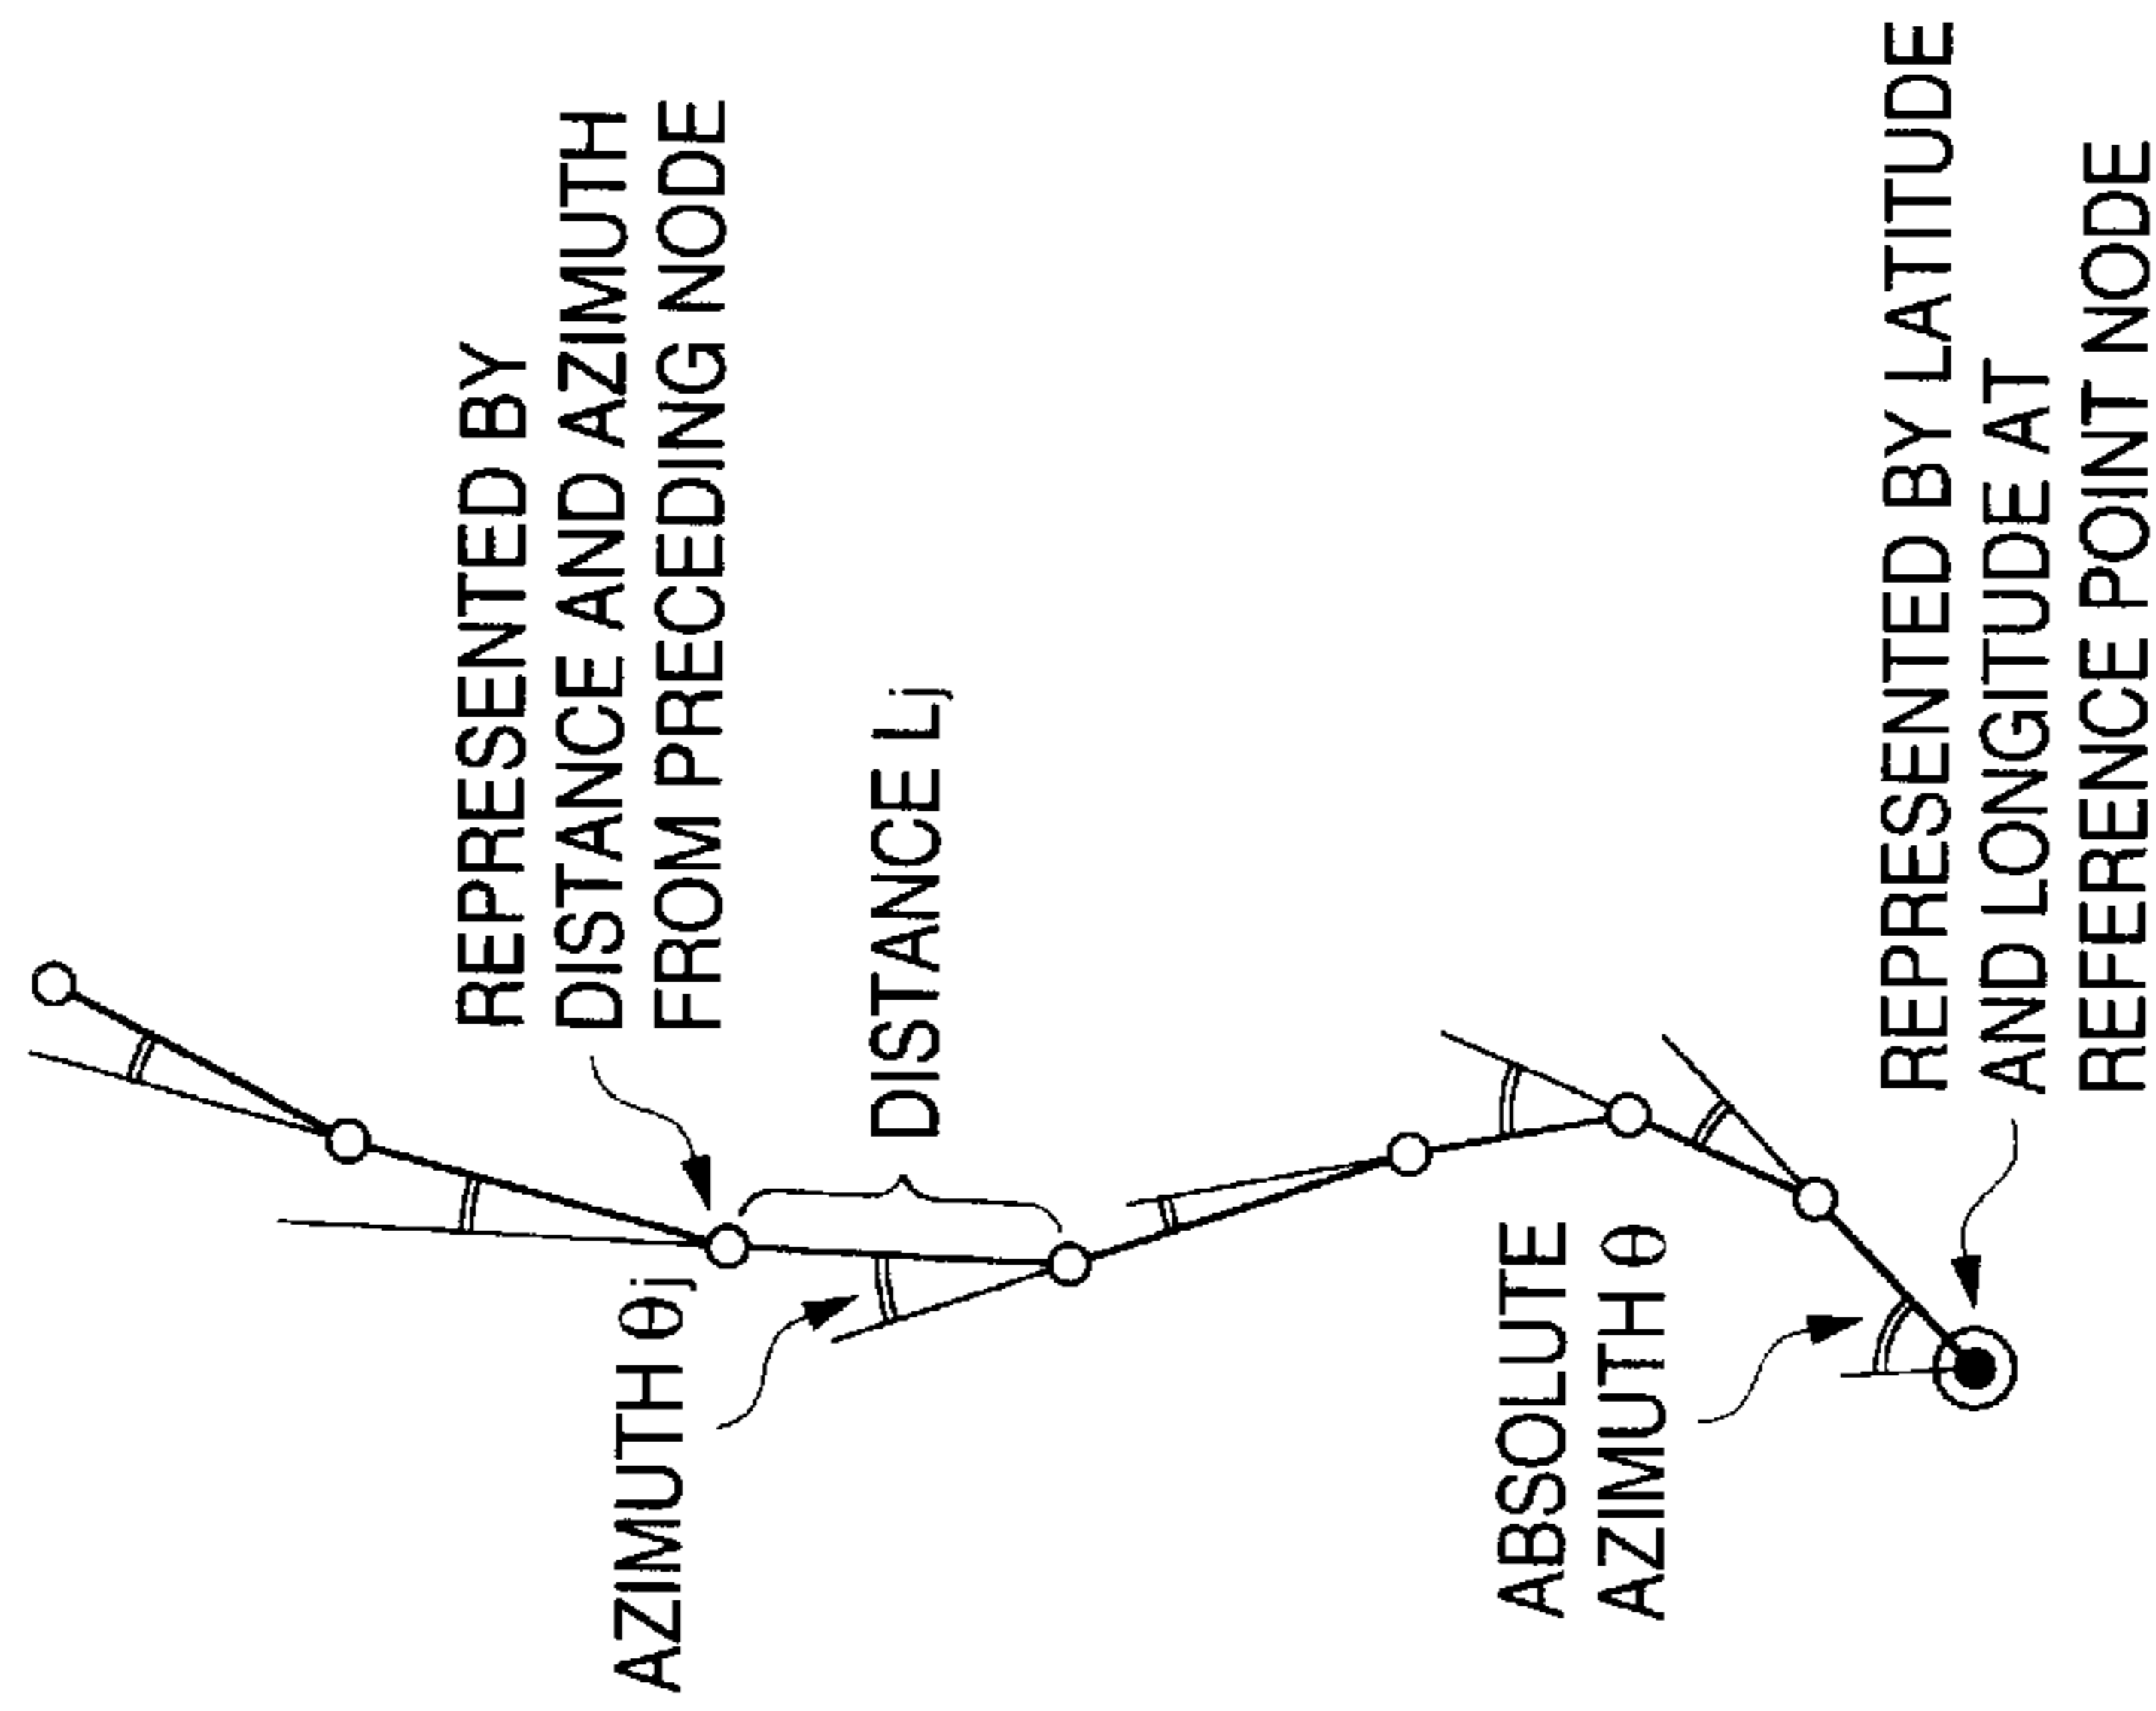 REPRESENTED BY
DISTANCE AND AZIMUTH
FROM PRECEDING NODE
AZIMUTH θj
DISTANCE Lj
ABSOLUTE
AZIMUTH θ
REPRESENTED BY LATITUDE
AND LONGITUDE AT
REFERENCE POINT NODE